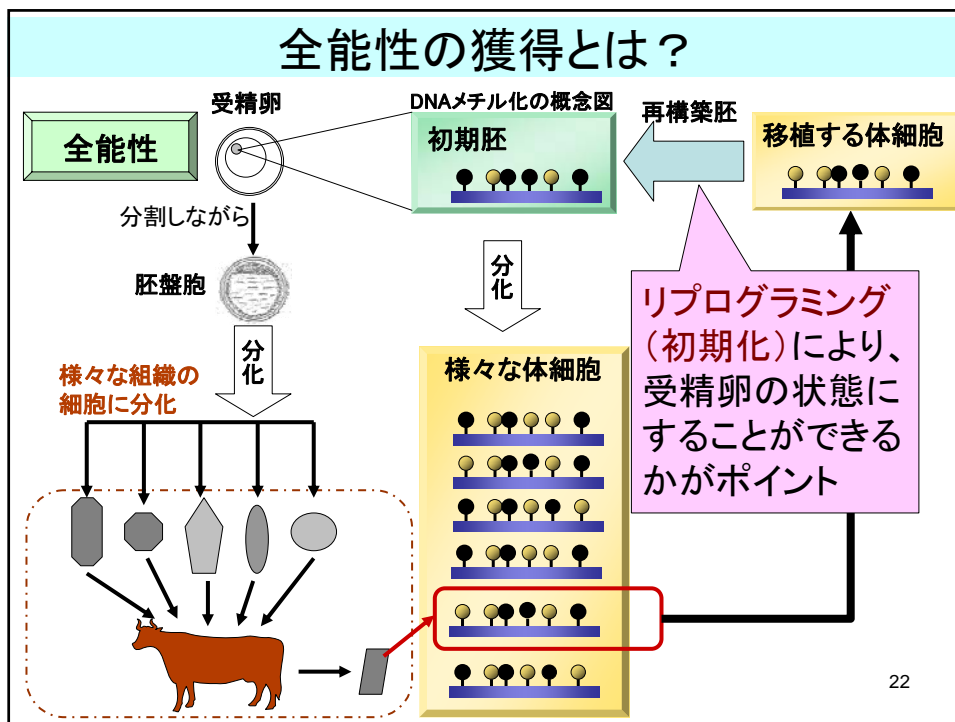 全能性の獲得とは？
受精卵
DNAメチル化の概念図
再構築胚
全能性
初期胚
移植する体細胞
分割しながら
胚盤胞
分
化
分
化
リプログラミング
（初期化）により、
受精卵の状態に
することができる
かがポイント
様々な組織の
細胞に分化
様々な体細胞
22